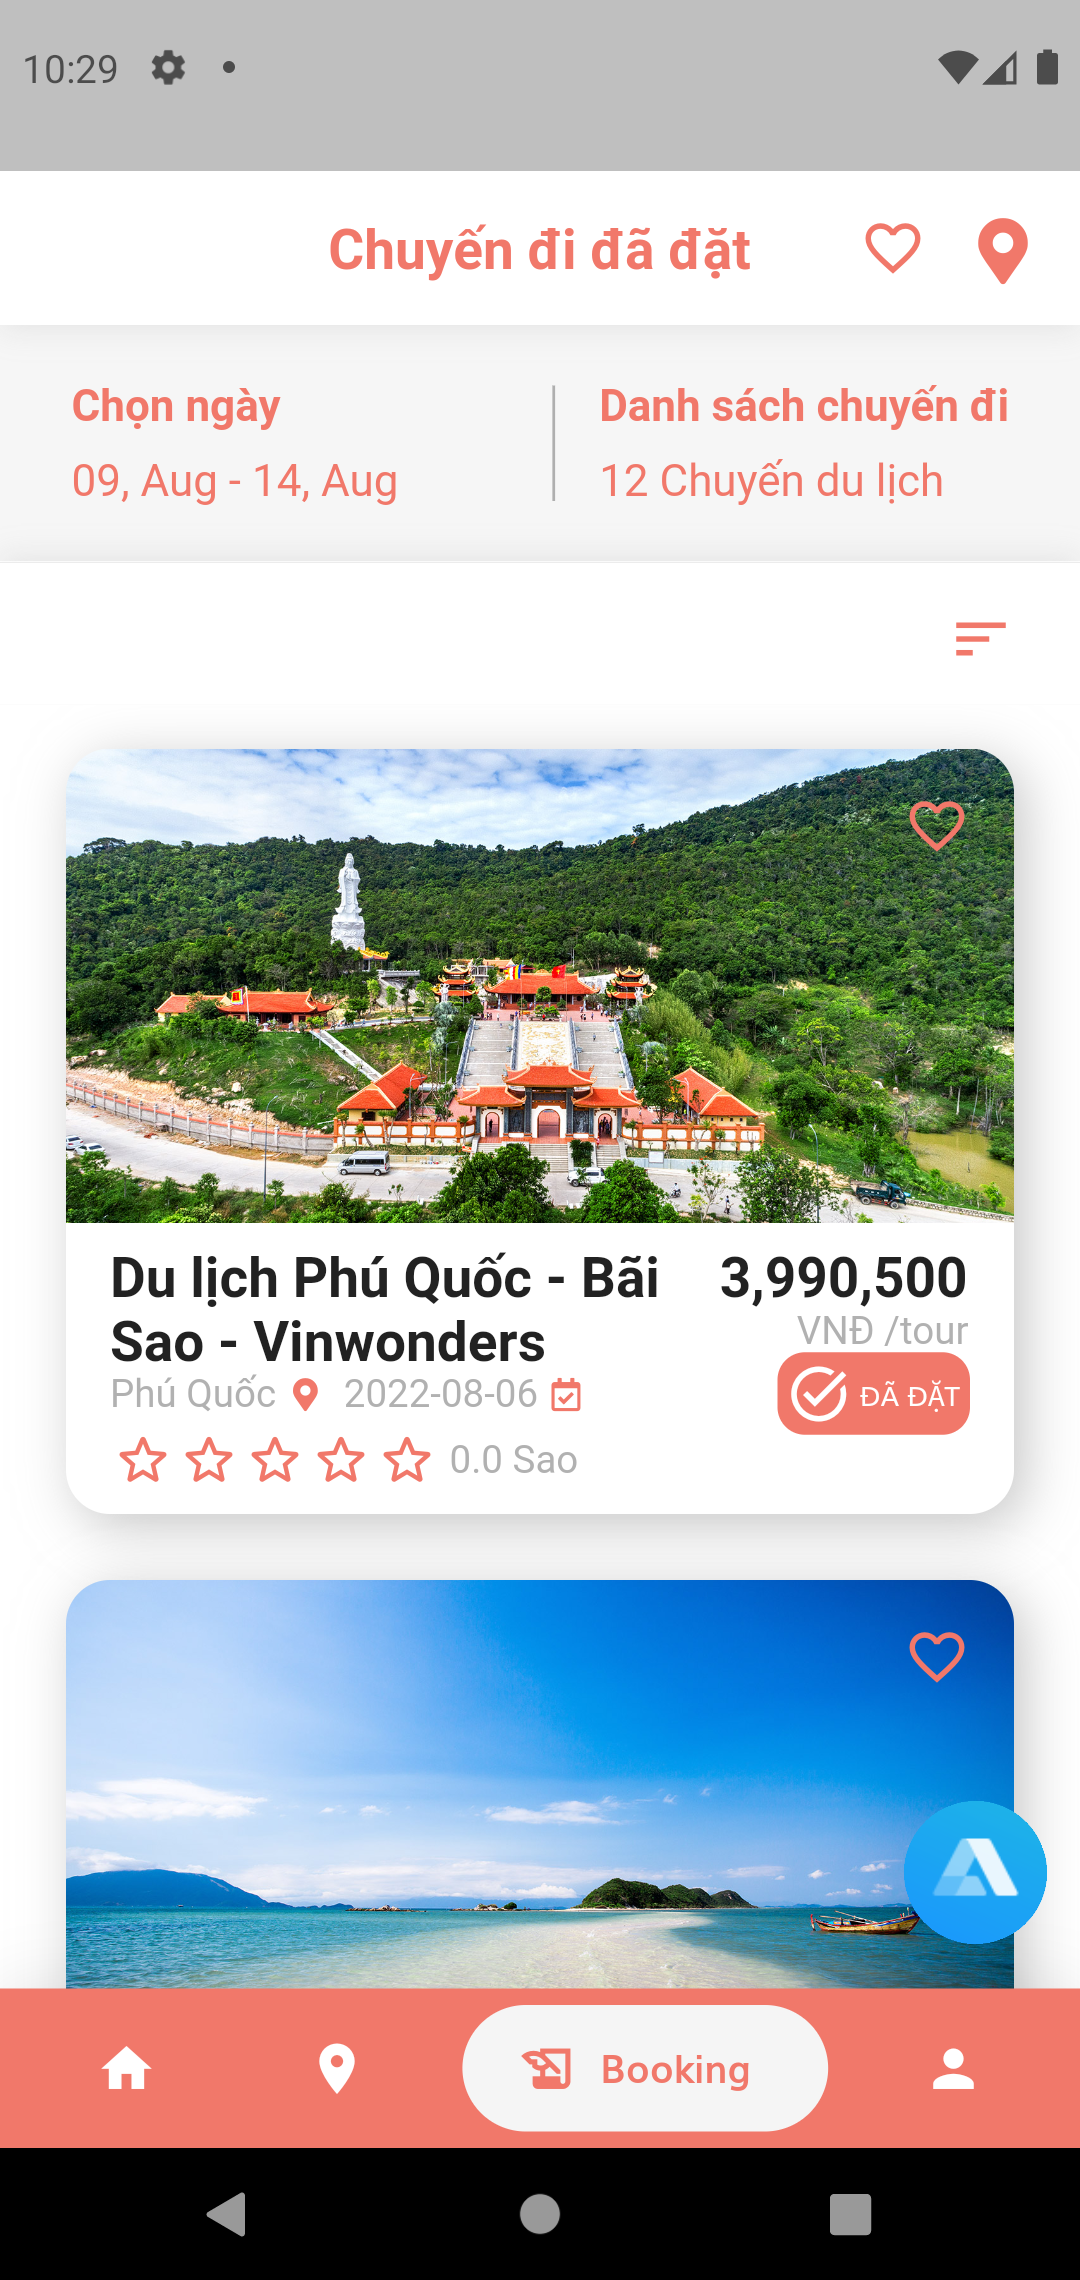 10:29
Chuyến đi đã đặt
Chọn ngày
Danh sách chuyến đi
09, Aug - 14, Aug
12 Chuyến du lịch
Du lịch Phú Quốc - Bãi
Sao - Vinwonders
3,990,500
VNĐ /tour
Phú Quốc
2022-08-06
ĐÃ ĐẶT
0.0 Sao
Booking